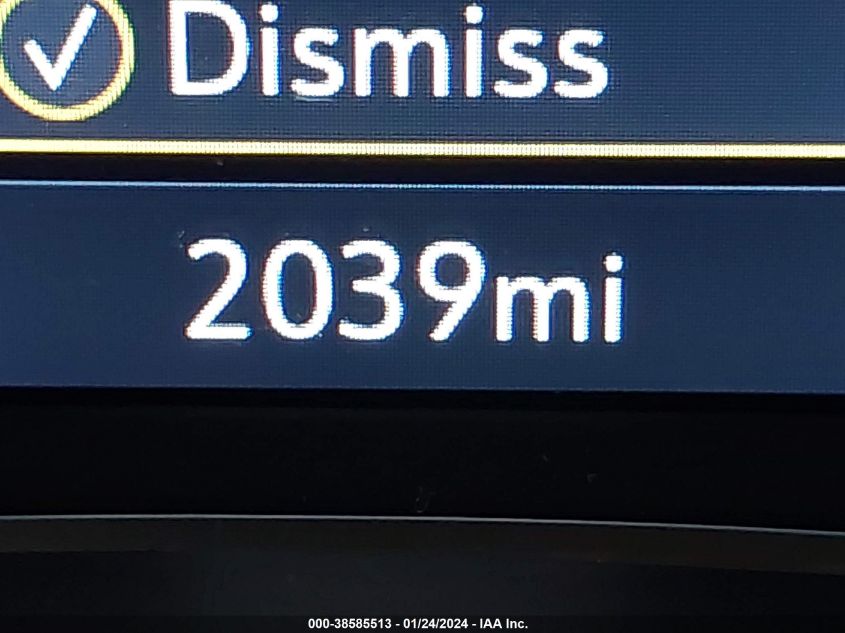 Dismiss
2039mi
000-38585513 - 01/24/2024 - IAA Inc.